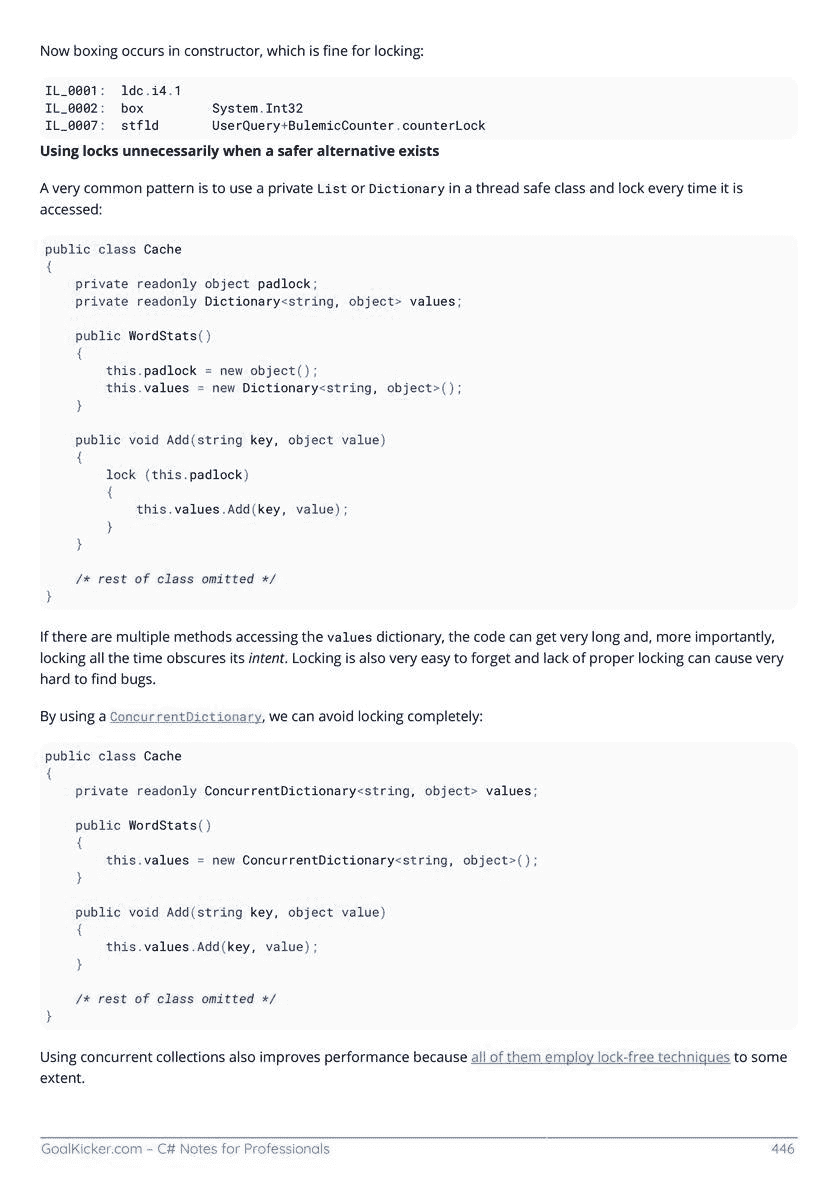 Now boxing occurs in constructor, which is fine for locking:
IL_0001:  ldc.i4.1
IL_0002:  box         System.Int32
IL_0007:  stfld       UserQuery+BulemicCounter.counterLock
Using locks unnecessarily when a safer alternative exists
A very common pattern is to use a private List or Dictionary in a thread safe class and lock every time it is
accessed:
public class Cache
{
    private readonly object padlock;
    private readonly Dictionary<string, object> values;
    public WordStats()
    {
        this.padlock = new object();
        this.values = new Dictionary<string, object>();
    }
    public void Add(string key, object value)
    {
        lock (this.padlock)
        {
            this.values.Add(key, value);
        }
    }
    /* rest of class omitted */
}
If there are multiple methods accessing the values dictionary, the code can get very long and, more importantly,
locking all the time obscures its intent. Locking is also very easy to forget and lack of proper locking can cause very
hard to find bugs.
By using a ConcurrentDictionary, we can avoid locking completely:
public class Cache
{
    private readonly ConcurrentDictionary<string, object> values;
    public WordStats()
    {
        this.values = new ConcurrentDictionary<string, object>();
    }
    public void Add(string key, object value)
    {
        this.values.Add(key, value);
    }
    /* rest of class omitted */
}
Using concurrent collections also improves performance because all of them employ lock-free techniques to some
extent.
GoalKicker.com – C# Notes for Professionals 446